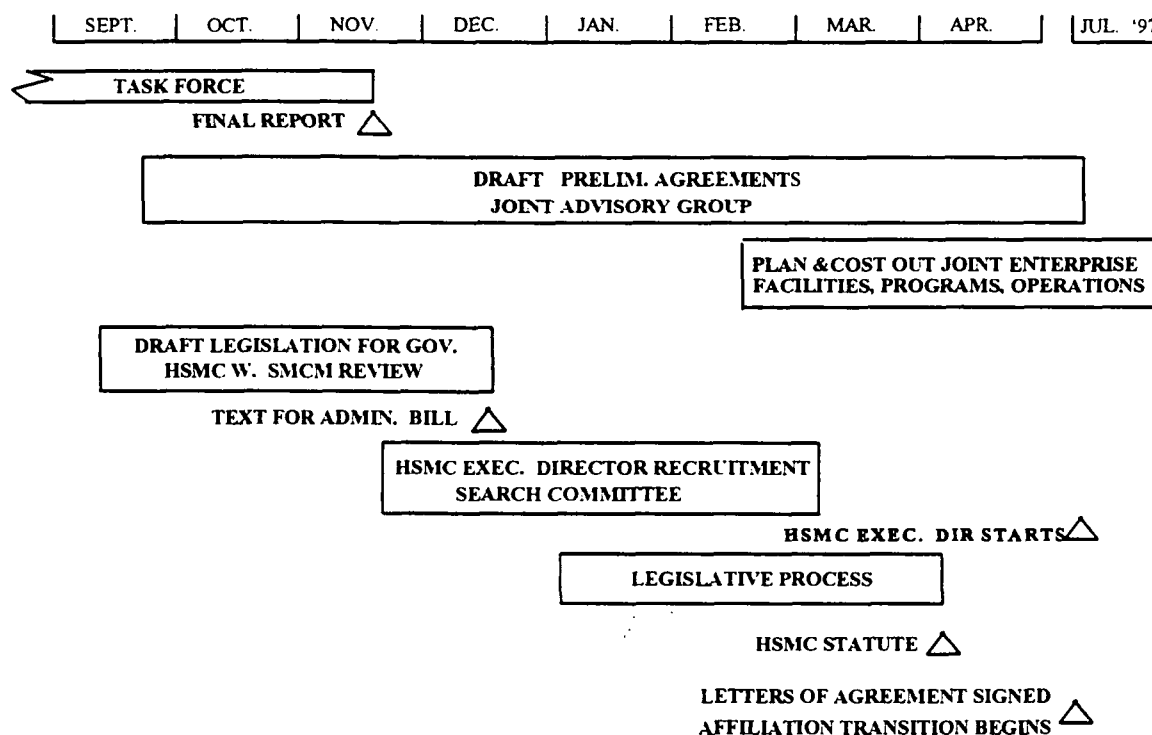 SEPT. OCT. NOV. DEC. JAN. FEB. MAR. APR. JUL. '97
TASK FORCE
FINAL REPORT
DRAFT PRELIM. AGREEMENTS
JOINT ADVISORY GROUP
PLAN &COST OUT JOINT ENTERPRISE
FACILITIES, PROGRAMS, OPERATIONS
DRAFT LEGISLATION FOR GOV.
HSMC W. SMCM REVIEW
TEXT FOR ADMIN. BILL
HSMC EXEC. DIRECTOR RECRUITMENT
SEARCH COMMITTEE
HSMC EXEC. DIR STARTS
LEGISLATIVE PROCESS
HSMC STATUTE
LETTERS OF AGREEMENT SIGNED
AFFILIATION TRANSITION BEGINS